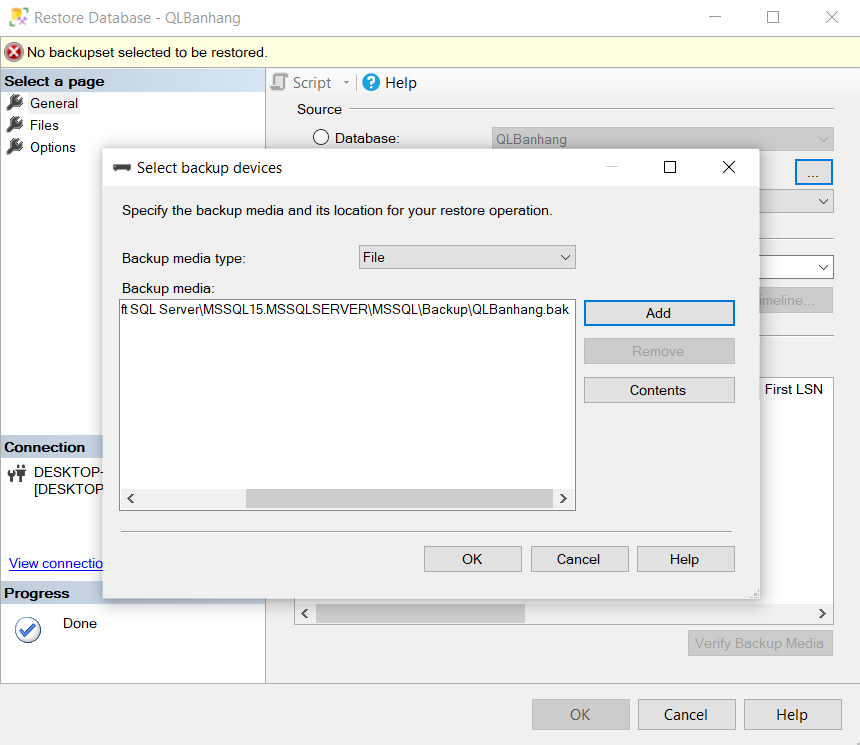 Restore Database - QLBanhang
No backupset selected to be restored.
Select a page
General
Files
Options
Script
Help
Source
Database:
QLBanhang
...
Select backup devices
Specify the backup media and its location for your restore operation.
Backup media type:
File
Backup media:
ft SQL Server\MSSQL15.MSSQLSERVER\MSSQL\Backup\QLBanhang.bak
Add
Remove
Contents
OK
Cancel
Help
imeline...
First LSN
Connection
DESKTOP-
[DESKTOP
View connectio
Progress
Done
Verify Backup Media
OK
Cancel
Help